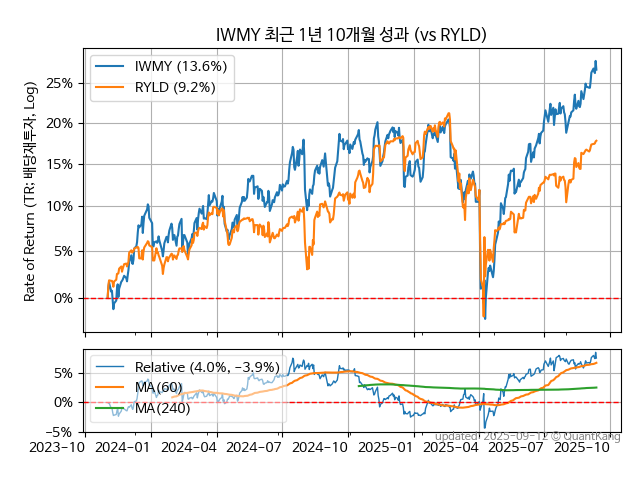 IWMY 최근 1년 10개월 성과 (vs RYLD)
Rate of Return (TR: 배당재투자, Log)
IWMY (13.6%)
RYLD (9.2%)
25%
20%
15%
10%
5%
0%
Relative (4.0%, −3.9%)
MA(60)
MA(240)
5%
0%
−5%
2023−10 2024−01 2024−04 2024−07 2024−10 2025−01 2025−04 2025−07 2025−10
updated: 2025-09-12 © QuantKang